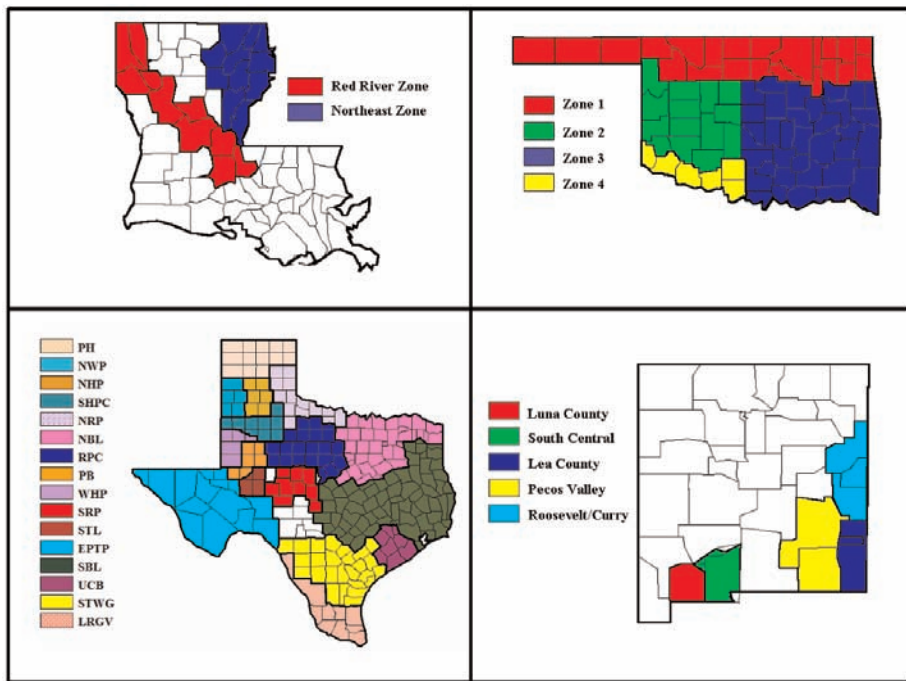 Red River Zone
Northeast Zone
Zone 1
Zone 2
Zone 3
Zone 4
PH
NWP
NHP
SHPC
NRP
NBL
RPC
PB
WHP
SRP
STL
EPTP
SBL
UCB
STWG
LRGV
Luna County
South Central
Lea County
Pecos Valley
Roosevelt/Curry